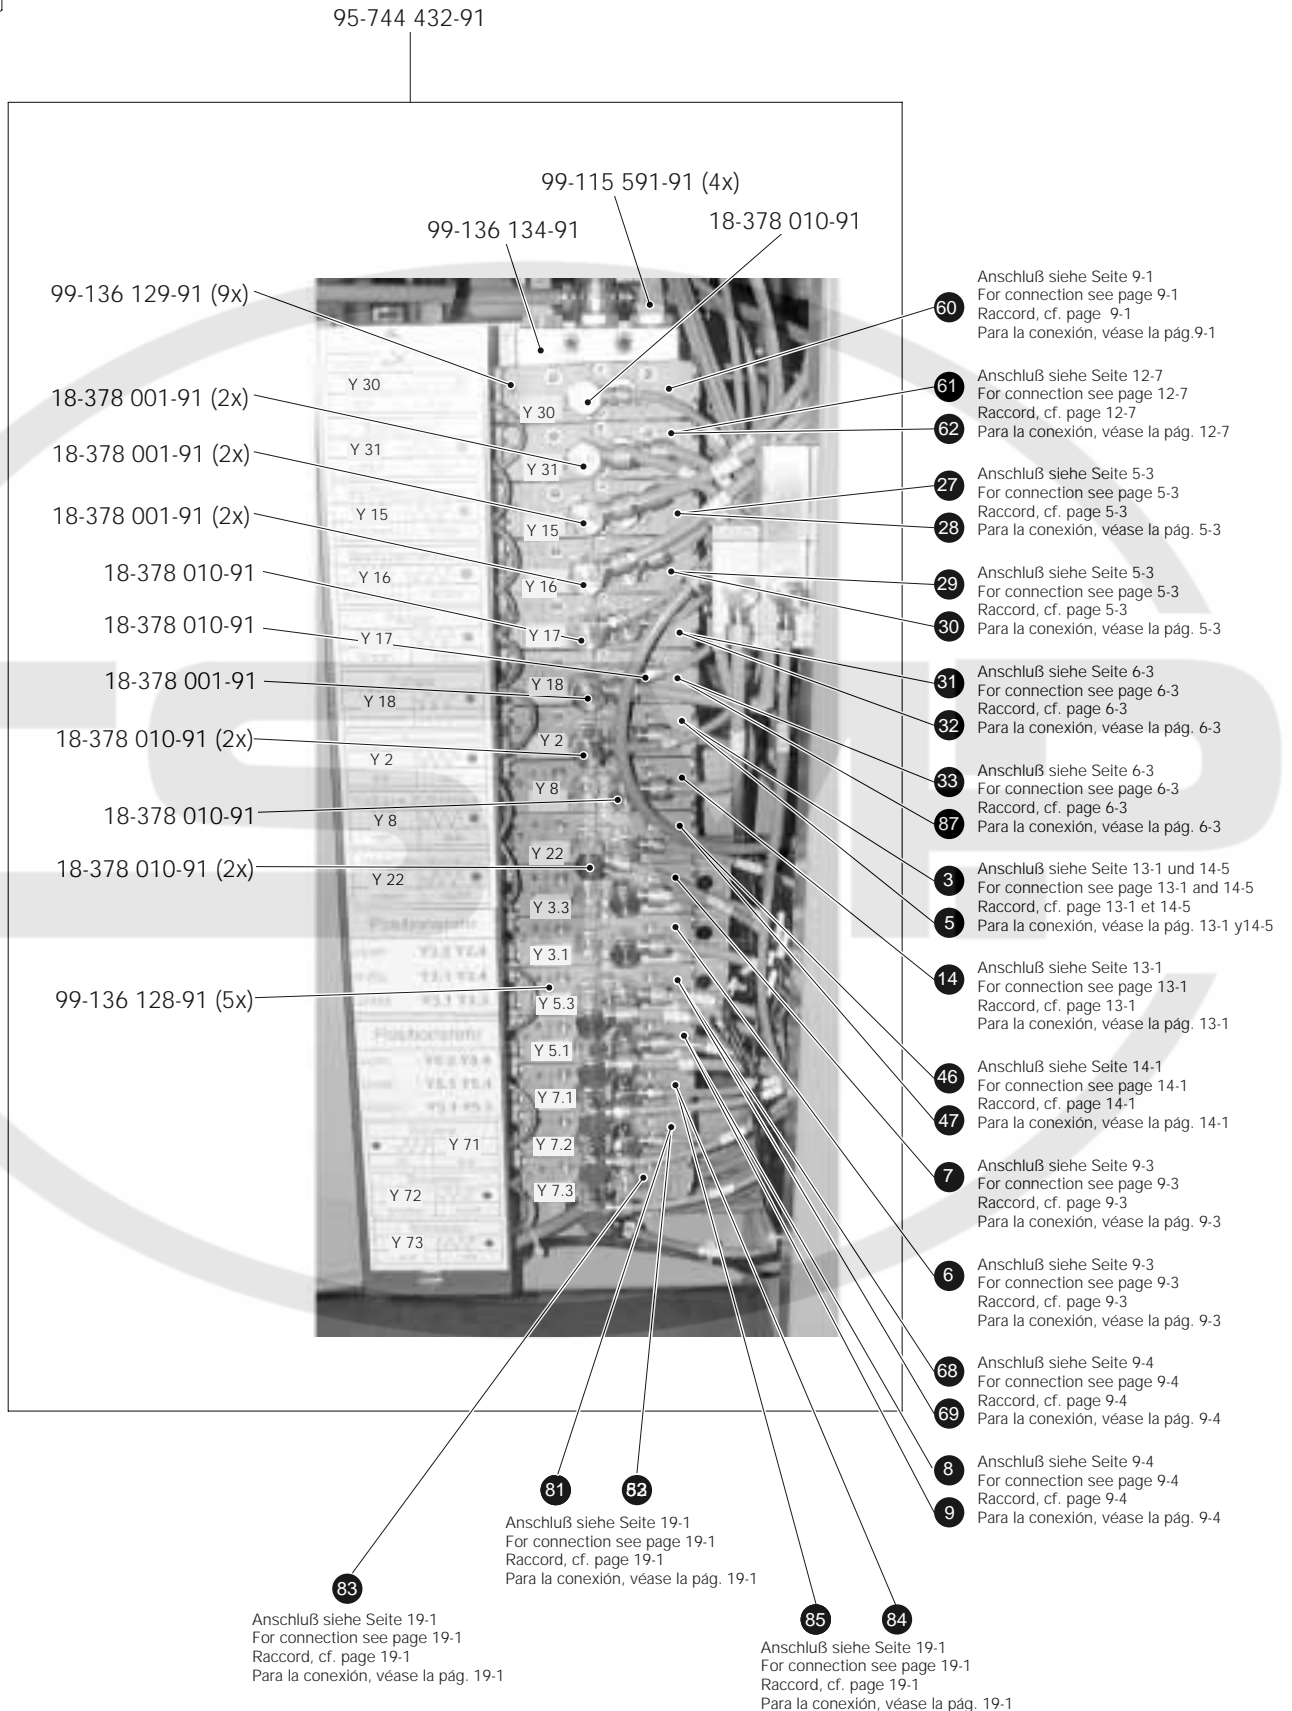 95-744 432-91
99-115 591-91 (4x)
99-136 134-91
18-378 010-91
99-136 129-91 (9x)
18-378 001-91 (2x)
18-378 001-91 (2x)
18-378 001-91 (2x)
18-378 010-91
18-378 010-91
18-378 001-91
18-378 010-91 (2x)
18-378 010-91
18-378 010-91 (2x)
99-136 128-91 (5x)
Y 30
Y 31
Y 15
Y 16
Y 17
Y 18
Y 2
Y 8
Y 22
Positionsmehr
Positionsmehr
Y 71
Y 72
Y 73
Y 30
Y 31
Y 15
Y 16
Y 17
Y 18
Y 2
Y 8
Y 22
Y 3.3
Y 3.1
Y 5.3
Y 5.1
Y 7.1
Y 7.2
Y 7.3
60
Anschluß siehe Seite 9-1
For connection see page 9-1
Raccord, cf. page 9-1
Para la conexión, véase la pág.9-1
61
62
Anschluß siehe Seite 12-7
For connection see page 12-7
Raccord, cf. page 12-7
Para la conexión, véase la pág. 12-7
27
28
Anschluß siehe Seite 5-3
For connection see page 5-3
Raccord, cf. page 5-3
Para la conexión, véase la pág. 5-3
29
30
Anschluß siehe Seite 5-3
For connection see page 5-3
Raccord, cf. page 5-3
Para la conexión, véase la pág. 5-3
31
32
Anschluß siehe Seite 6-3
For connection see page 6-3
Raccord, cf. page 6-3
Para la conexión, véase la pág. 6-3
33
87
Anschluß siehe Seite 6-3
For connection see page 6-3
Raccord, cf. page 6-3
Para la conexión, véase la pág. 6-3
3
5
Anschluß siehe Seite 13-1 und 14-5
For connection see page 13-1 and 14-5
Raccord, cf. page 13-1 et 14-5
Para la conexión, véase la pág. 13-1 y14-5
14
Anschluß siehe Seite 13-1
For connection see page 13-1
Raccord, cf. page 13-1
Para la conexión, véase la pág. 13-1
46
47
Anschluß siehe Seite 14-1
For connection see page 14-1
Raccord, cf. page 14-1
Para la conexión, véase la pág. 14-1
7
Anschluß siehe Seite 9-3
For connection see page 9-3
Raccord, cf. page 9-3
Para la conexión, véase la pág. 9-3
6
Anschluß siehe Seite 9-3
For connection see page 9-3
Raccord, cf. page 9-3
Para la conexión, véase la pág. 9-3
68
69
Anschluß siehe Seite 9-4
For connection see page 9-4
Raccord, cf. page 9-4
Para la conexión, véase la pág. 9-4
8
9
Anschluß siehe Seite 9-4
For connection see page 9-4
Raccord, cf. page 9-4
Para la conexión, véase la pág. 9-4
81
Anschluß siehe Seite 19-1
For connection see page 19-1
Raccord, cf. page 19-1
Para la conexión, véase la pág. 19-1
83
Anschluß siehe Seite 19-1
For connection see page 19-1
Raccord, cf. page 19-1
Para la conexión, véase la pág. 19-1
85 84
Anschluß siehe Seite 19-1
For connection see page 19-1
Raccord, cf. page 19-1
Para la conexión, véase la pág. 19-1